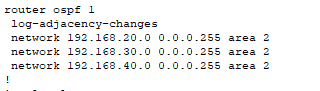 router ospf 1
 log-adjacency-changes
 network 192.168.20.0 0.0.0.255 area 2
 network 192.168.30.0 0.0.0.255 area 2
 network 192.168.40.0 0.0.0.255 area 2
!